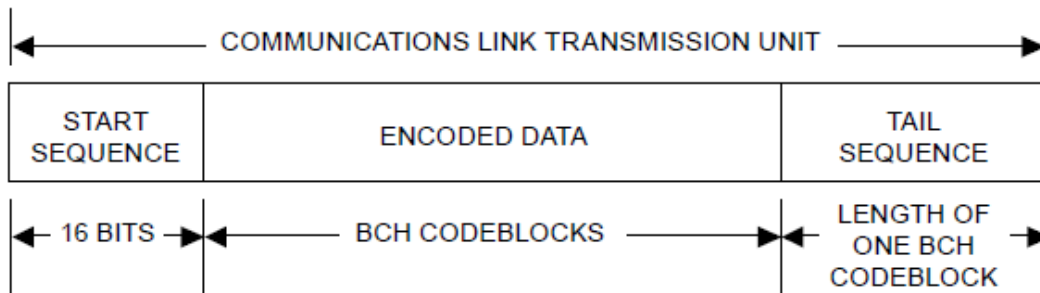 COMMUNICATIONS LINK TRANSMISSION UNIT
START
SEQUENCE
ENCODED DATA
TAIL
SEQUENCE
16 BITS
BCH CODEBLOCKS
LENGTH OF
ONE BCH
CODEBLOCK